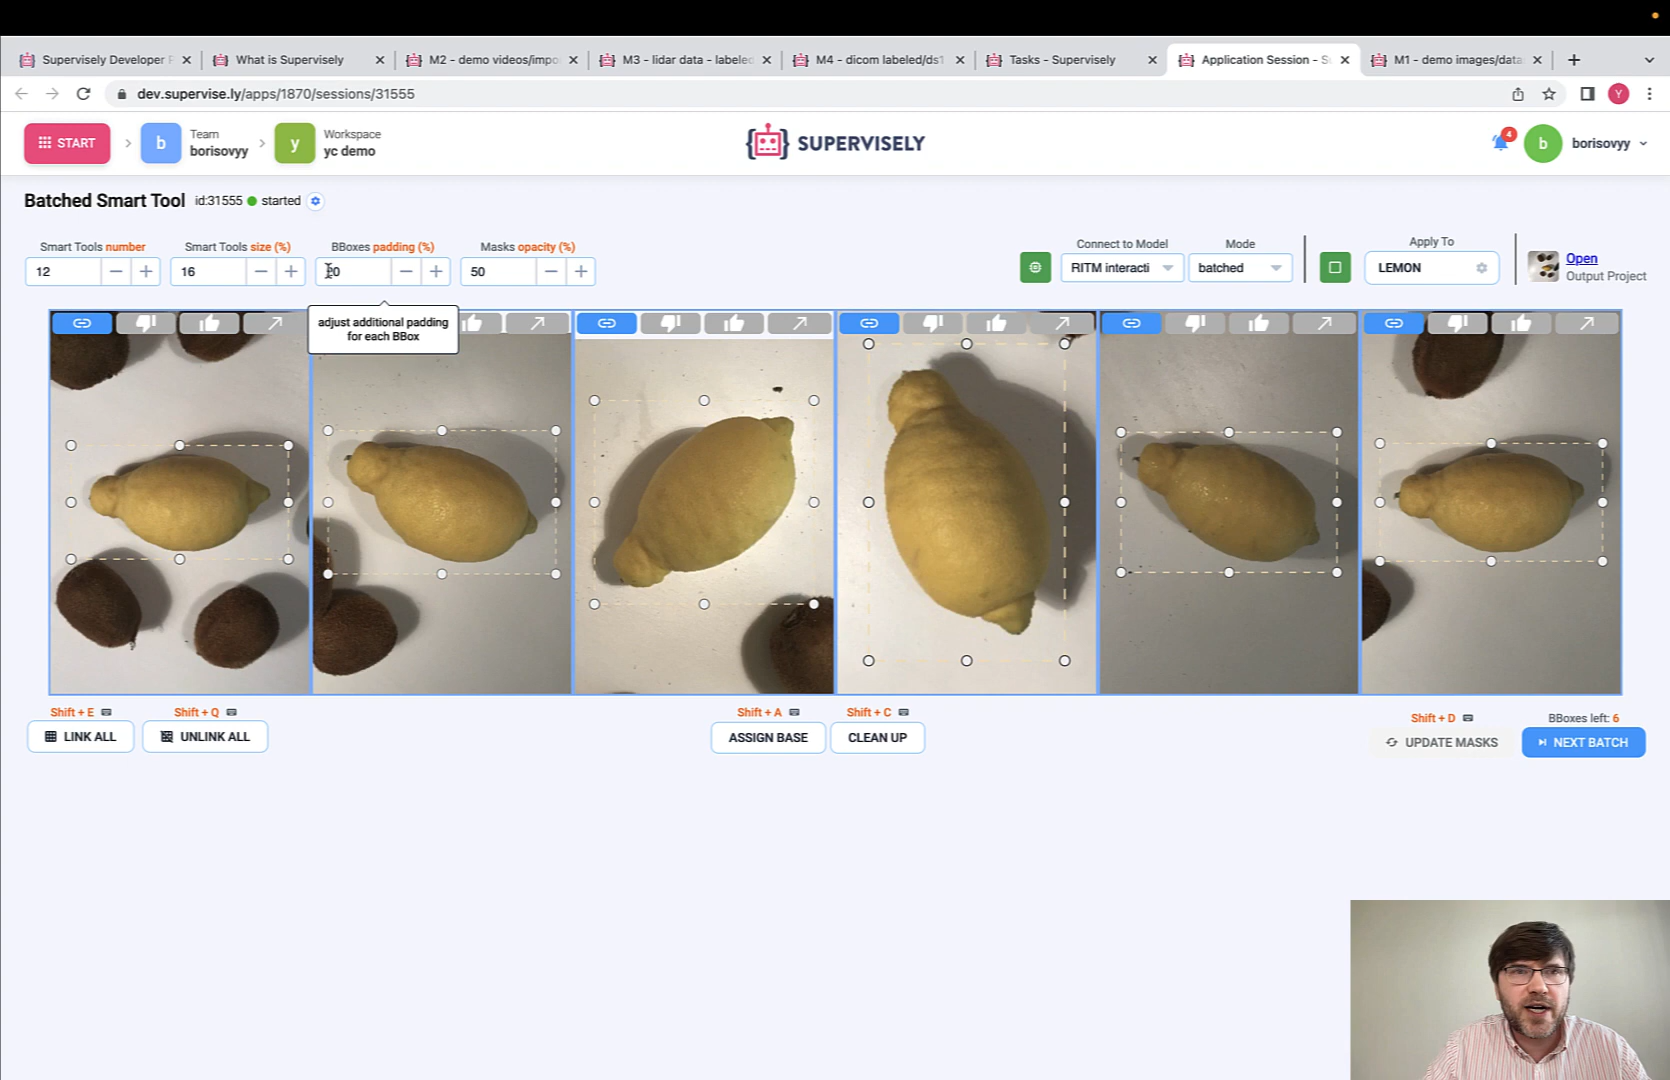 Supervisely Developer P
What is Supervisely
M2 - demo videos/impo
M3 - lidar data - labeled
M4 - dicom labeled/ds1
Tasks - Supervisely
Application Session - S
M1 - demo images/data
dev.supervise.ly/apps/1870/sessions/31555
Y
START
b
Team
borisovyy
y
Workspace
yc demo
SUPERVISELY
4
b
borisovyy
Batched Smart Tool id:31555 started
Smart Tools number
12
Smart Tools size (%)
16
BBoxes padding (%)
Masks opacity (%)
50
Connect to Model
RITM interacti
Mode
batched
Apply To
LEMON
Open
Output Project
adjust additional padding
for each BBox
Shift + E
LINK ALL
Shift + Q
UNLINK ALL
Shift + A
ASSIGN BASE
Shift + C
CLEAN UP
Shift + D
UPDATE MASKS
BBoxes left: 6
NEXT BATCH